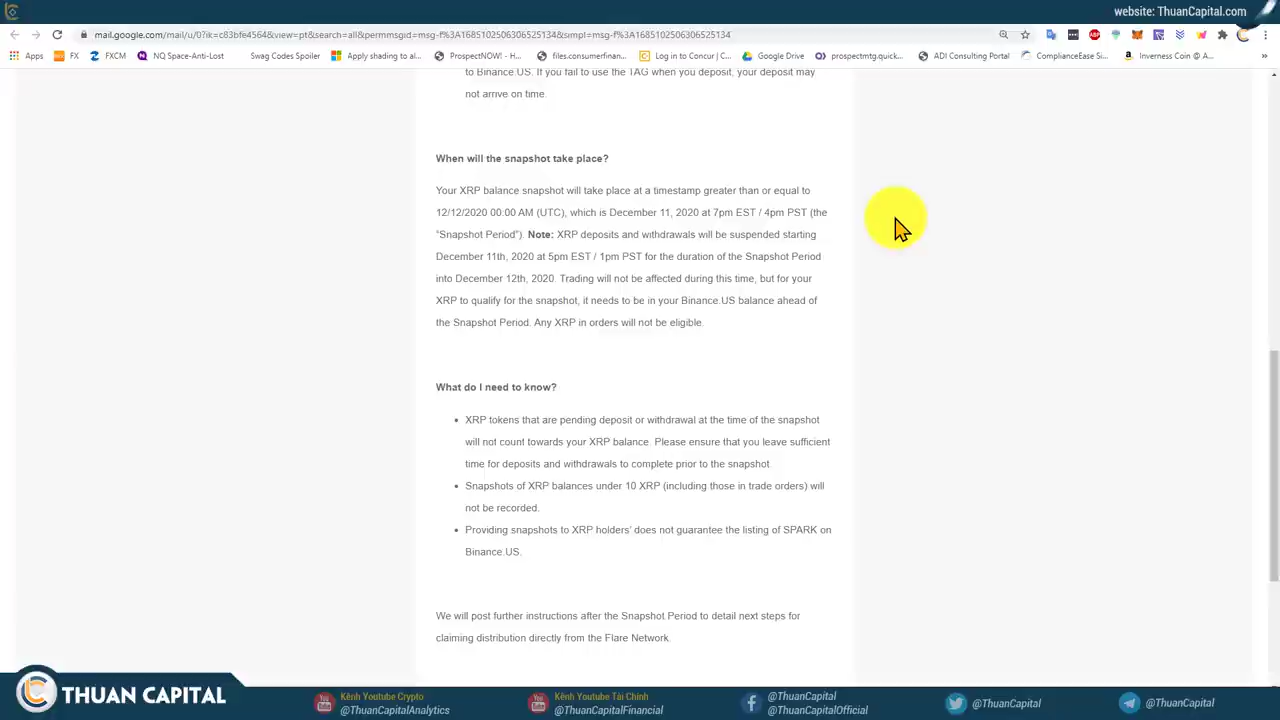 website: ThuanCapital.com
mail.google.com/mail/u/0?ik=c83bfe4564&view=pt&search=all&permmsgid=msg-f%3A1685102506306525134&simpl=msg-f%3A1685102506306525134
Apps FX FXCM NQ Space-Anti-Lost Swag Codes Spoiler Apply shading to al... ProspectNOW! - H... files.consumerfinan... Log in to Concur | C... Google Drive prospectmtg.quick... ADI Consulting Portal ComplianceEase Si... Inverness Coin @ A...
to Binance.US. If you fail to use the TAG when you deposit, your deposit may
not arrive on time.
When will the snapshot take place?
Your XRP balance snapshot will take place at a timestamp greater than or equal to
12/12/2020 00:00 AM (UTC), which is December 11, 2020 at 7pm EST / 4pm PST (the
“Snapshot Period”). Note: XRP deposits and withdrawals will be suspended starting
December 11th, 2020 at 5pm EST / 1pm PST for the duration of the Snapshot Period
into December 12th, 2020. Trading will not be affected during this time, but for your
XRP to qualify for the snapshot, it needs to be in your Binance.US balance ahead of
the Snapshot Period. Any XRP in orders will not be eligible.
What do I need to know?
• XRP tokens that are pending deposit or withdrawal at the time of the snapshot
will not count towards your XRP balance. Please ensure that you leave sufficient
time for deposits and withdrawals to complete prior to the snapshot
• Snapshots of XRP balances under 10 XRP (including those in trade orders) will
not be recorded.
• Providing snapshots to XRP holders’ does not guarantee the listing of SPARK on
Binance.US.
We will post further instructions after the Snapshot Period to detail next steps for
claiming distribution directly from the Flare Network.
THUAN CAPITAL
Kênh Youtube Crypto
@ThuanCapitalAnalytics
Kênh Youtube Tài Chính
@ThuanCapitalFinancial
@ThuanCapital
@ThuanCapitalOfficial
@ThuanCapital
@ThuanCapital